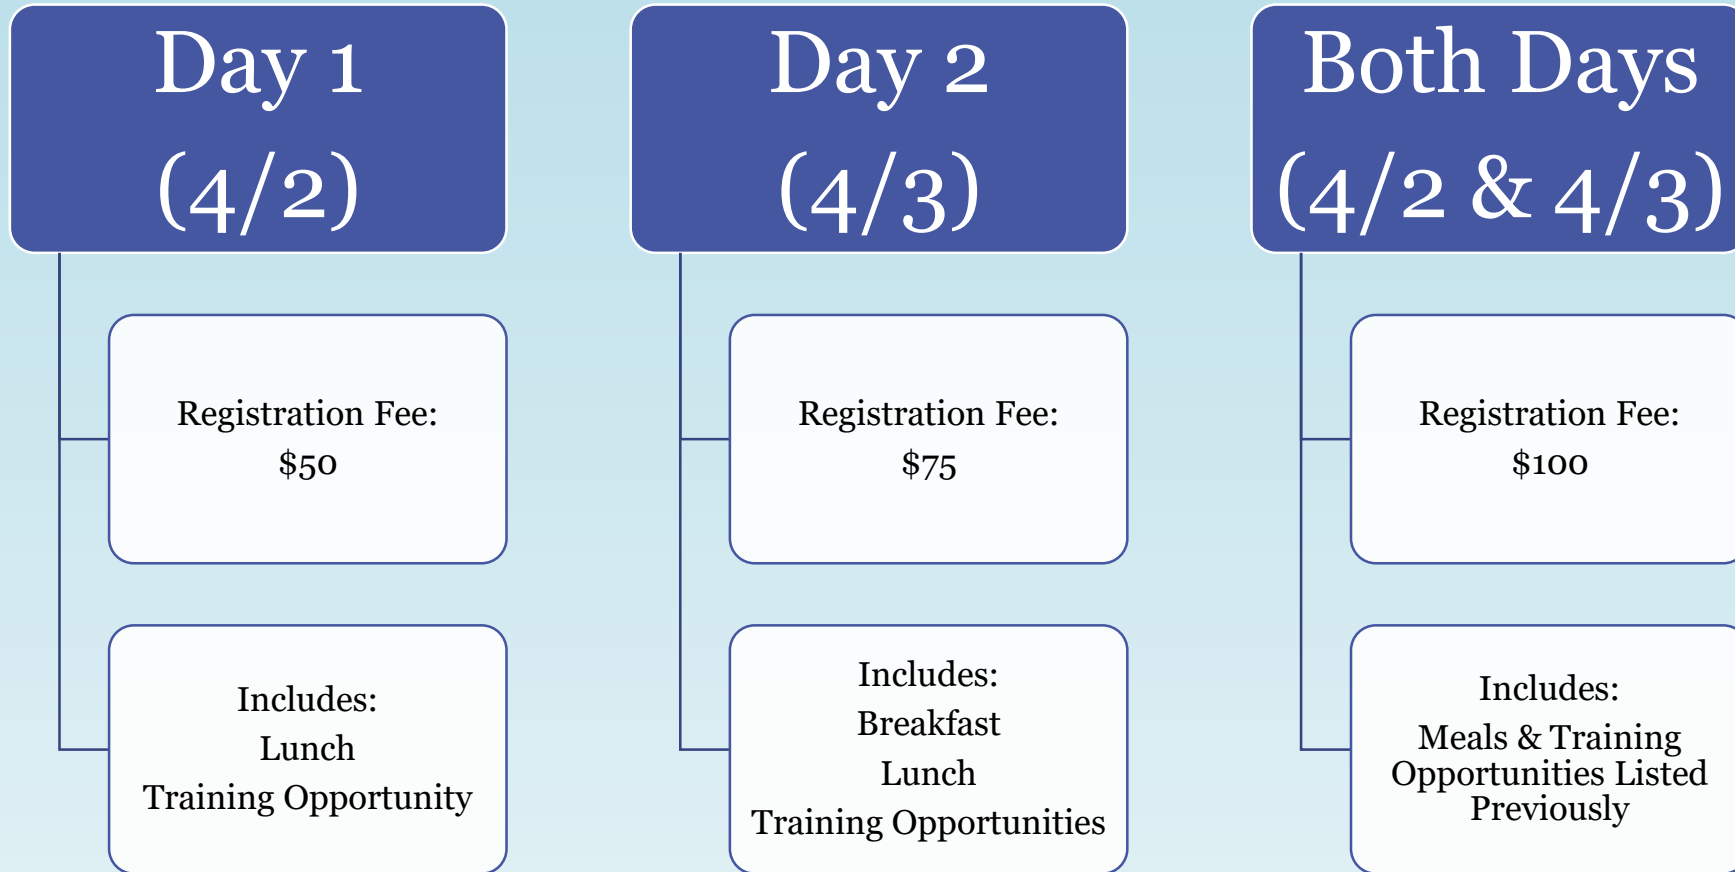 Day 1
(4/2)
Registration Fee:
$50
Includes:
Lunch
Training Opportunity
Day 2
(4/3)
Registration Fee:
$75
Includes:
Breakfast
Lunch
Training Opportunities
Both Days
(4/2 & 4/3)
Registration Fee:
$100
Includes:
Meals & Training
Opportunities Listed
Previously